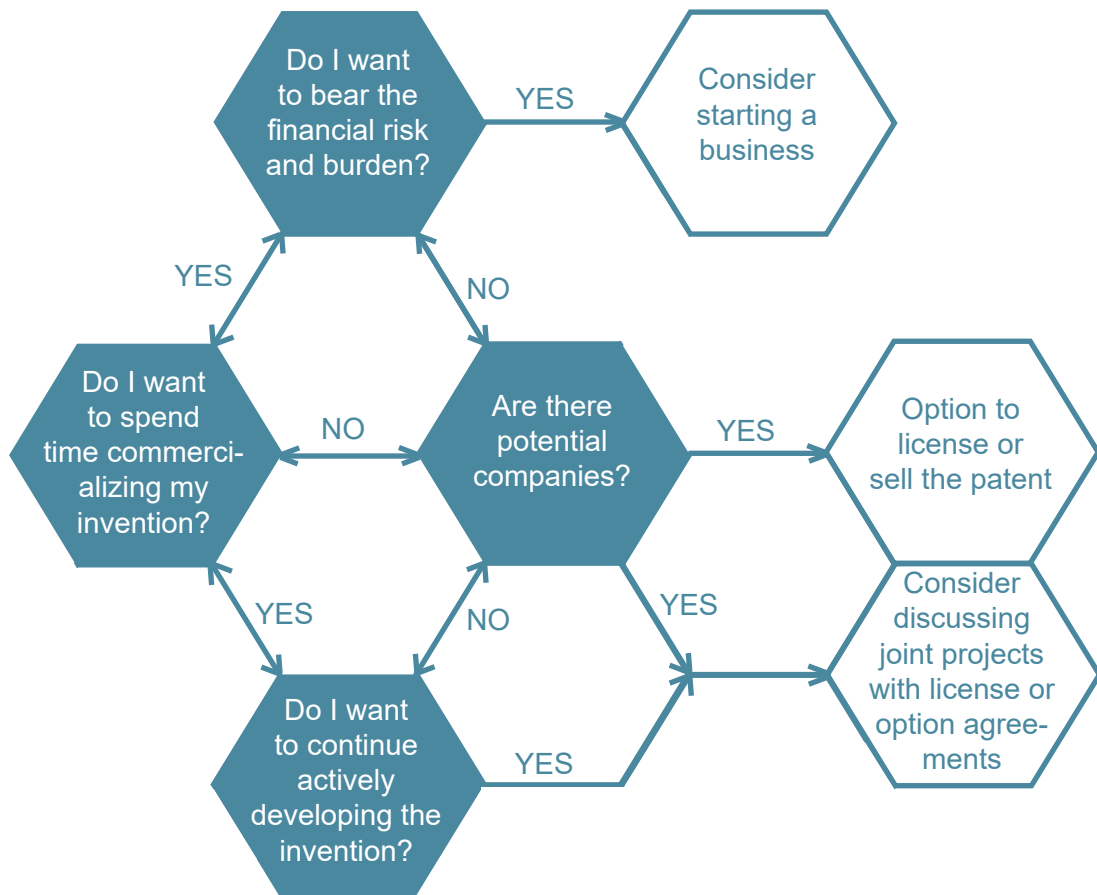 Do I want
to bear the
financial risk
and burden?
YES
Consider
starting a
business
YES
NO
Do I want
to spend
time commerci-
alizing my
invention?
NO
Are there
potential
companies?
YES
Option to
license or
sell the patent
YES
NO
YES
Consider
discussing
joint projects
with license or
option agree-
ments
Do I want
to continue
actively
developing the
invention?
YES